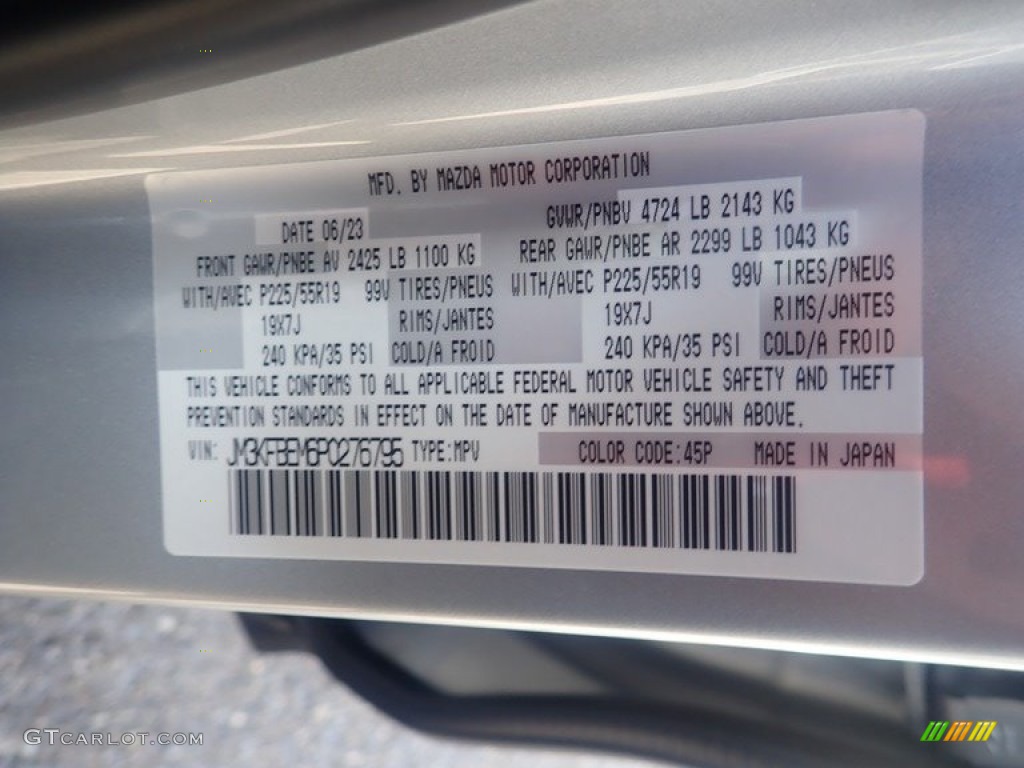 MFD. BY MAZDA MOTOR CORPORATION
DATE 06/23 GVWR/PNBV 4724 LB 2143 KG
FRONT GAWR/PNBE AV 2425 LB 1100 KG REAR GAWR/PNBE AR 2299 LB 1043 KG
WITH/AVEC P225/55R19 99V TIRES/PNEUS WITH/AVEC P225/55R19 99V TIRES/PNEUS
19X7J RIMS/JANTES 19X7J RIMS/JANTES
240 KPA/35 PSI COLD/A FROID 240 KPA/35 PSI COLD/A FROID
THIS VEHICLE CONFORMS TO ALL APPLICABLE FEDERAL MOTOR VEHICLE SAFETY AND THEFT
PREVENTION STANDARDS IN EFFECT ON THE DATE OF MANUFACTURE SHOWN ABOVE.
VIN: JM3KFBEM6P0276795 TYPE:MPV COLOR CODE:45P MADE IN JAPAN
GTCARLOT.COM